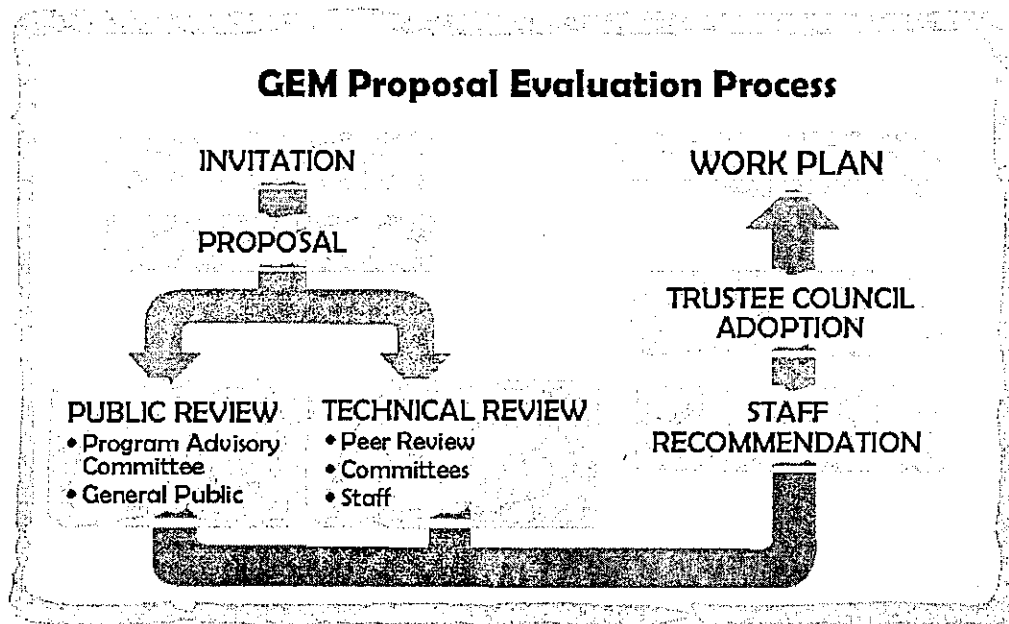 GEM Proposal Evaluation Process
INVITATION
PROPOSAL
PUBLIC REVIEW
• Program Advisory
Committee
• General Public
TECHNICAL REVIEW
• Peer Review
• Committees
• Staff
WORK PLAN
TRUSTEE COUNCIL
ADOPTION
STAFF
RECOMMENDATION